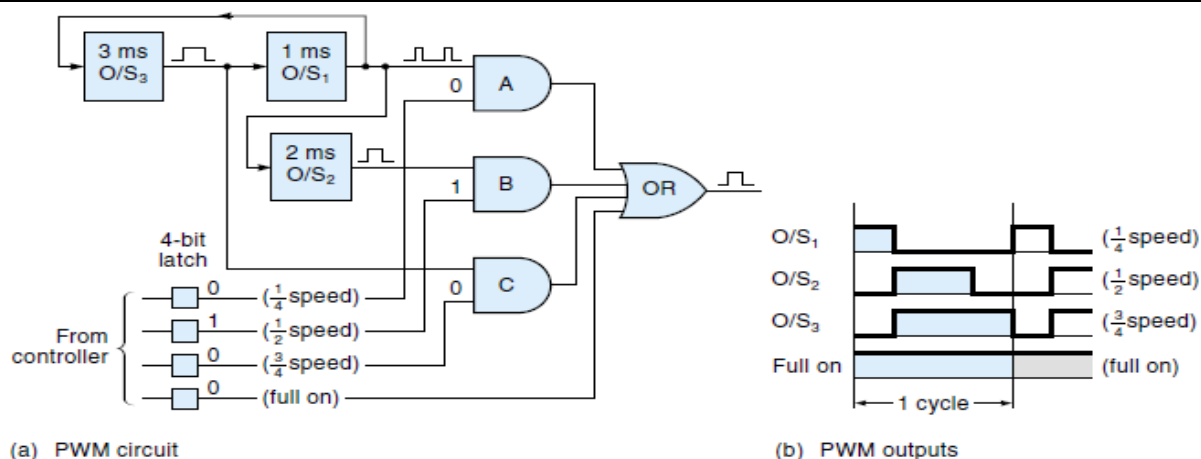 3 ms
O/S₃
1 ms
O/S₁
0
A
2 ms
O/S₂
1
B
OR
4-bit
latch
0
C
From
controller
0 (1/4 speed)
1 (1/2 speed)
0 (3/4 speed)
0 (full on)
(a) PWM circuit
O/S₁ (1/4 speed)
O/S₂ (1/2 speed)
O/S₃ (3/4 speed)
Full on (full on)
1 cycle
(b) PWM outputs